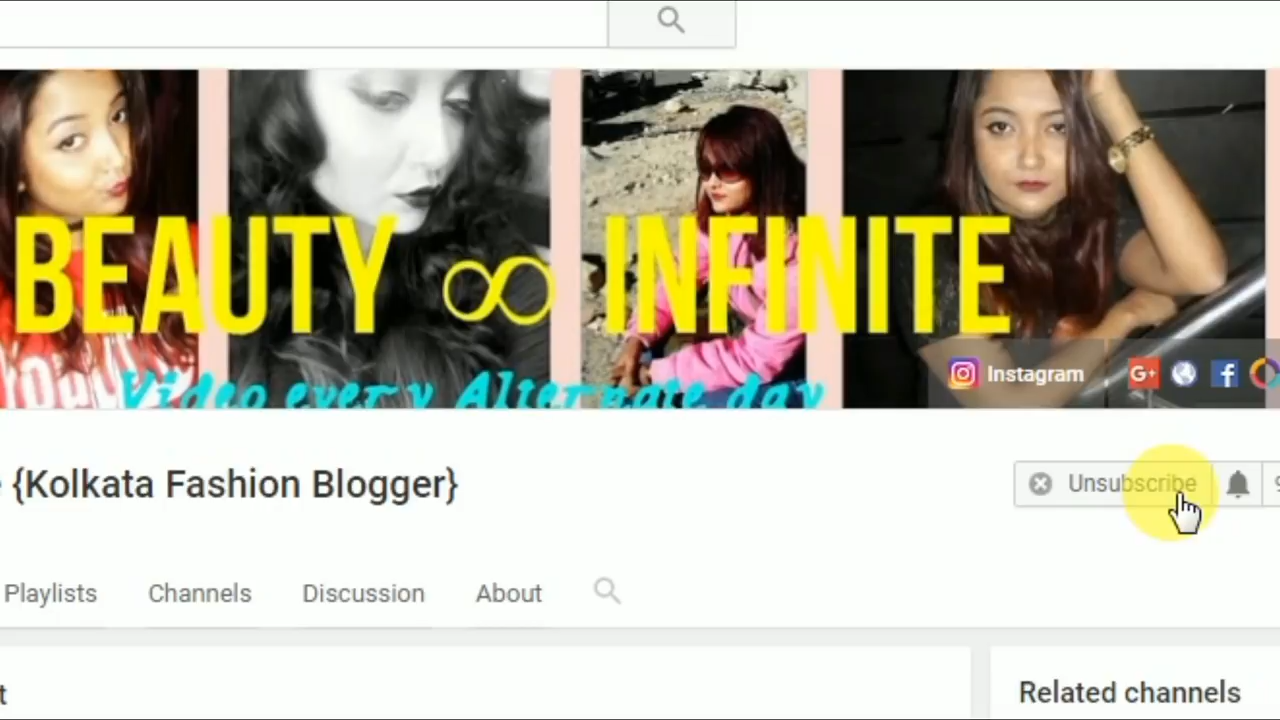 BEAUTY ∞ INFINITE
Video every Alternate day
Instagram
G+
f
{Kolkata Fashion Blogger}
Unsubscribe
Playlists
Channels
Discussion
About
Related channels